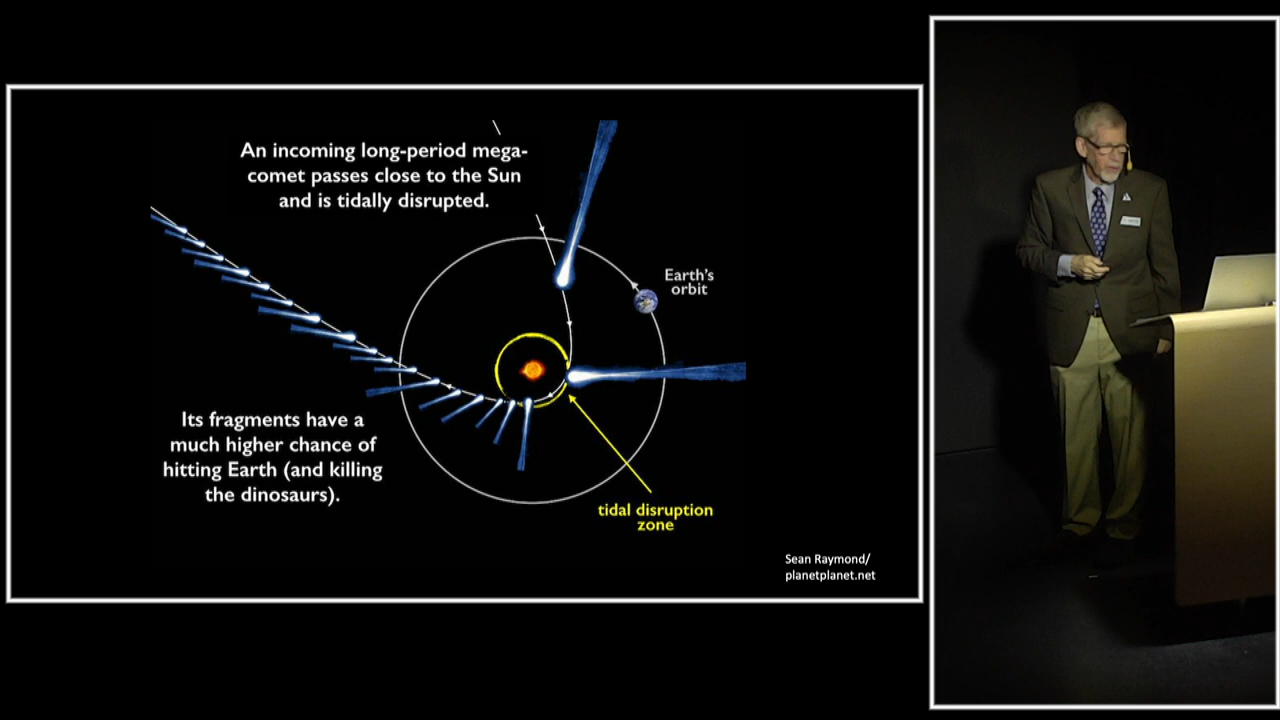 An incoming long-period mega-
comet passes close to the Sun
and is tidally disrupted.
Earth's
orbit
Its fragments have a
much higher chance of
hitting Earth (and killing
the dinosaurs).
tidal disruption
zone
Sean Raymond/
planetplanet.net